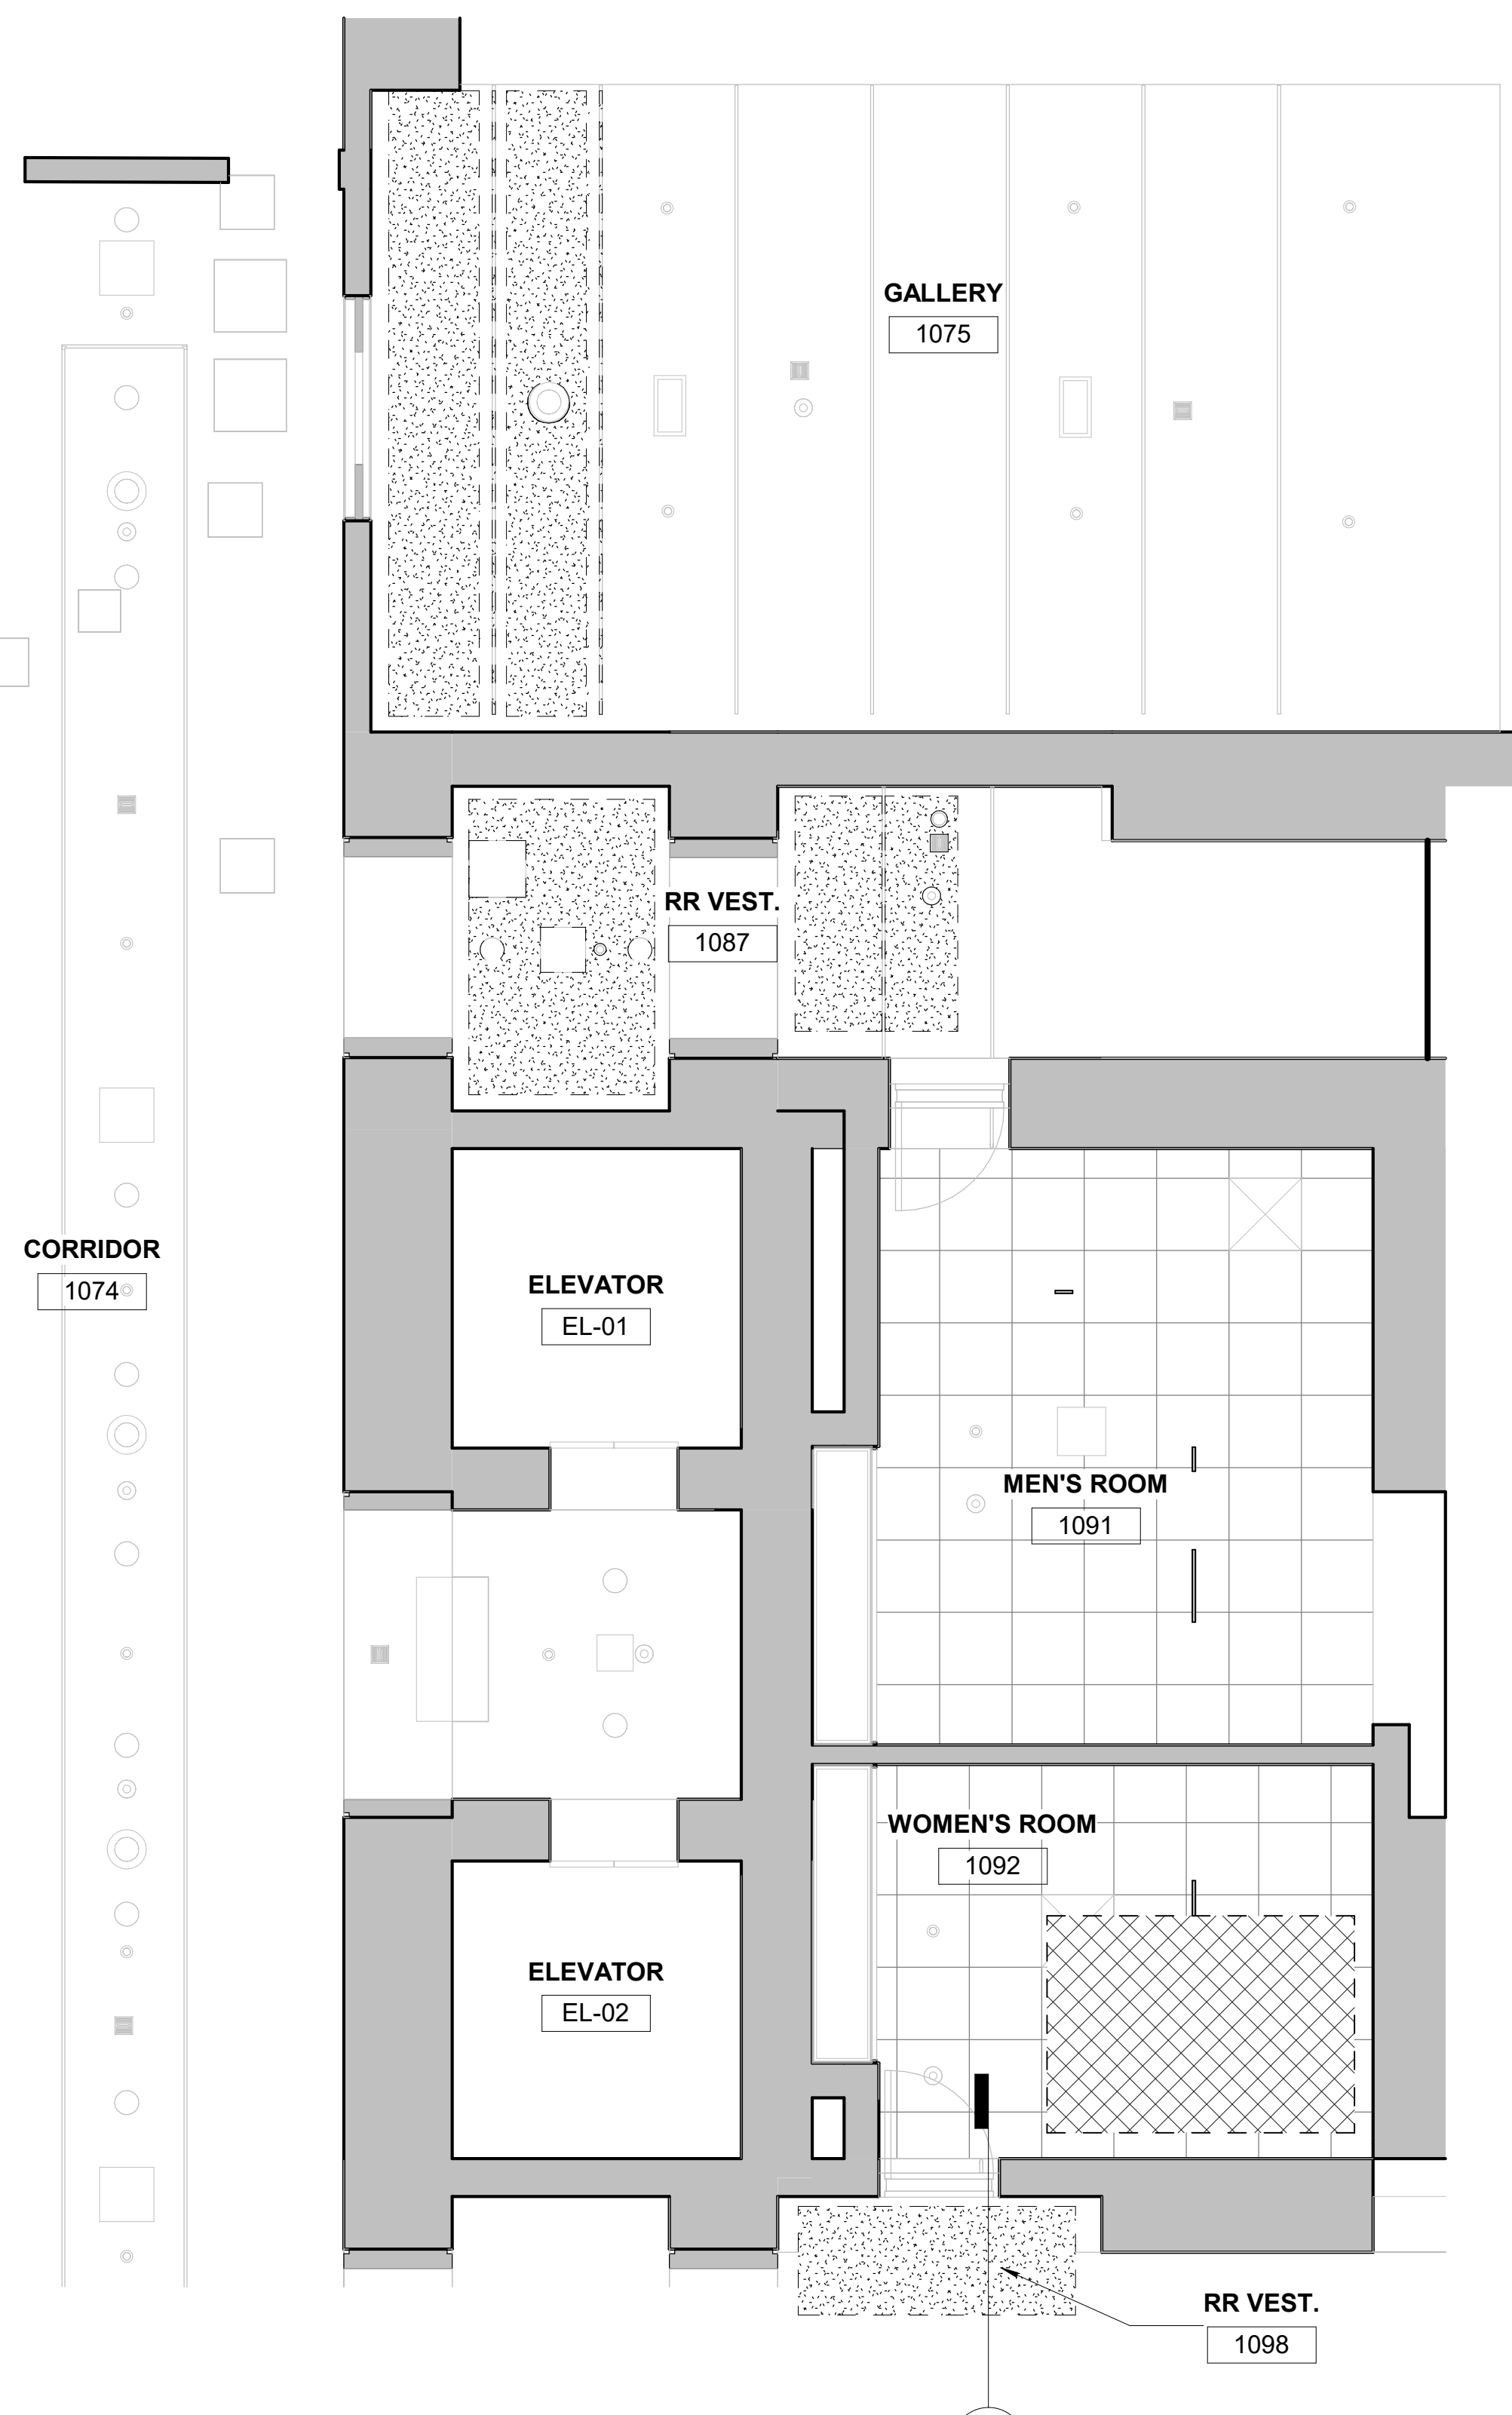 GALLERY
1075
RR VEST.
1087
CORRIDOR
1074
ELEVATOR
EL-01
MEN'S ROOM
1091
WOMEN'S ROOM
1092
ELEVATOR
EL-02
RR VEST.
1098